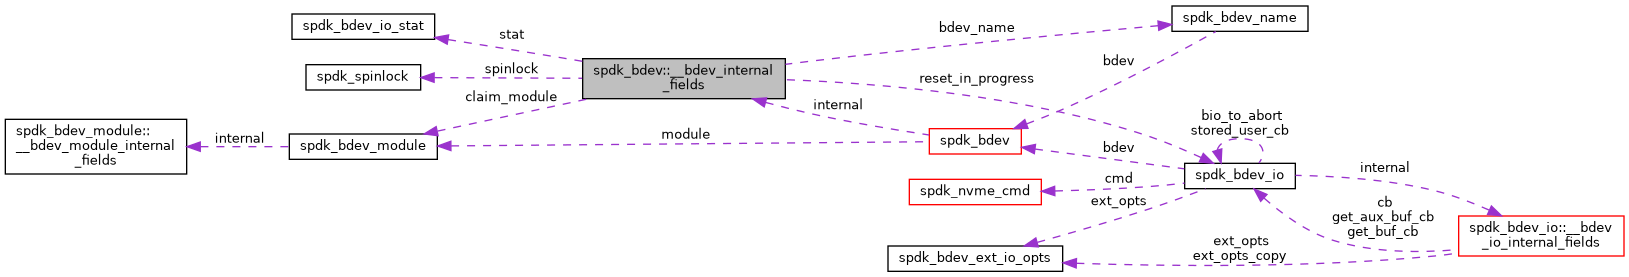 spdk_bdev_io_stat
stat
spdk_spinlock
spinlock
spdk_bdev::__bdev_internal
_fields
claim_module
spdk_bdev_module::
__bdev_module_internal
_fields
internal
spdk_bdev_module
module
bdev_name
spdk_bdev_name
bdev
reset_in_progress
internal
spdk_bdev
bdev
bio_to_abort
stored_user_cb
spdk_bdev_io
cmd
spdk_nvme_cmd
ext_opts
spdk_bdev_ext_io_opts
internal
cb
get_aux_buf_cb
get_buf_cb
spdk_bdev_io::__bdev
_io_internal_fields
ext_opts
ext_opts_copy